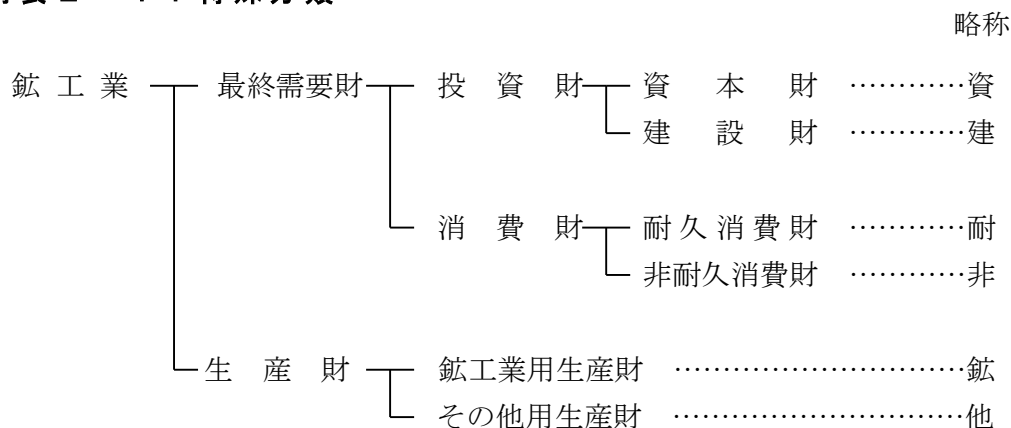 略称
鉱工業 最終需要財 投資財 資本財 …………資
建設財 …………建
消費財 耐久消費財 …………耐
非耐久消費財 …………非
生産財 鉱工業用生産財 …………………………鉱
その他用生産財 …………………………他